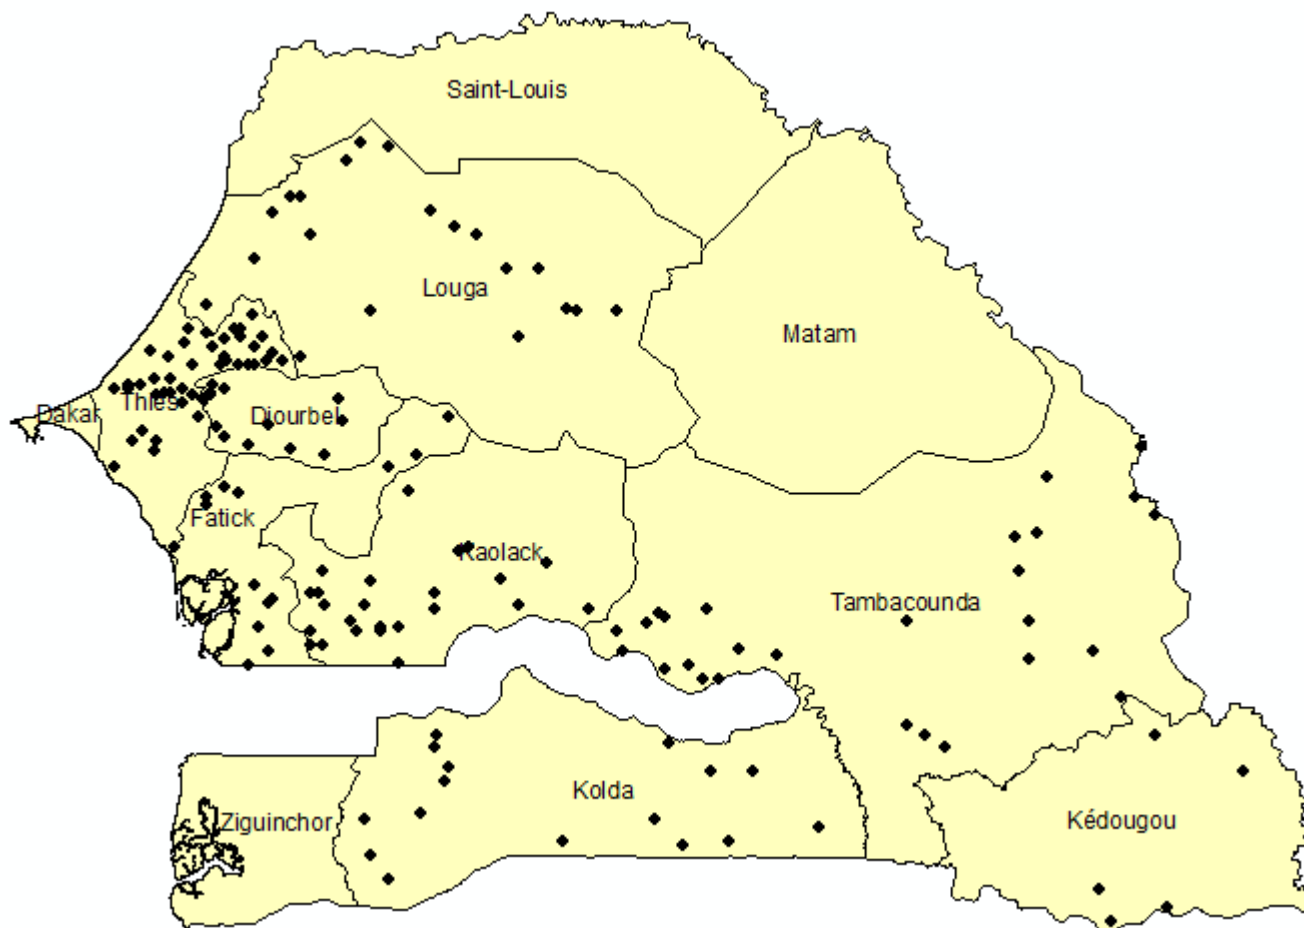 Saint-Louis
Louga
Matam
Dakar
Thies
Diourbel
Fatick
Kaolack
Tambacounda
Kolda
Ziguinchor
Kédougou